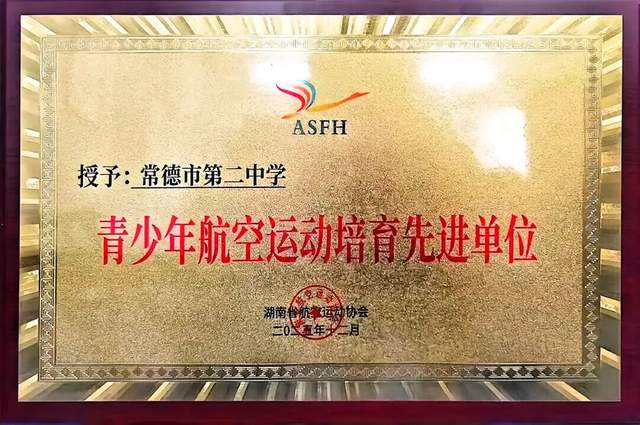 ASFH
授予：常德市第二中学
青少年航空运动培育先进单位
湖南省航空运动协会
二〇二五年十二月